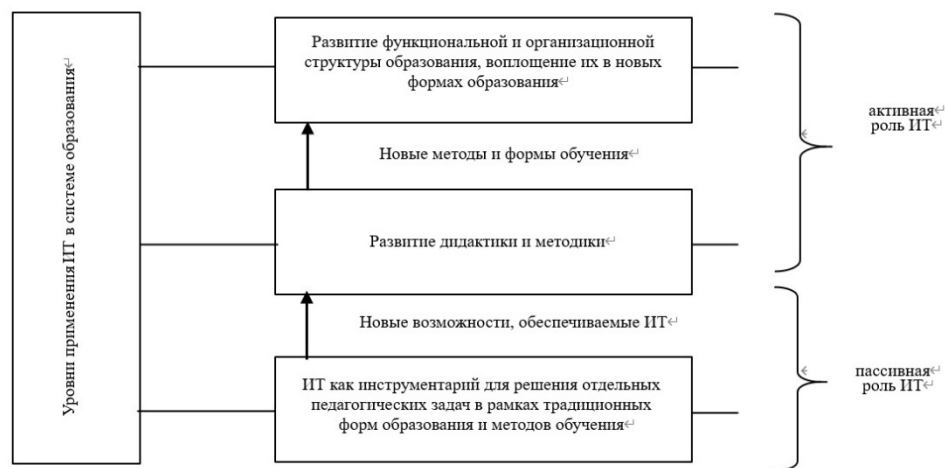 Уровни применения ИТ в системе образования
Развитие функциональной и организационной
структуры образования, воплощение их в новых
формах образования
активная
роль ИТ
Новые методы и формы обучения
Развитие дидактики и методики
Новые возможности, обеспечиваемые ИТ
ИТ как инструментарий для решения отдельных
педагогических задач в рамках традиционных
форм образования и методов обучения
пассивная
роль ИТ